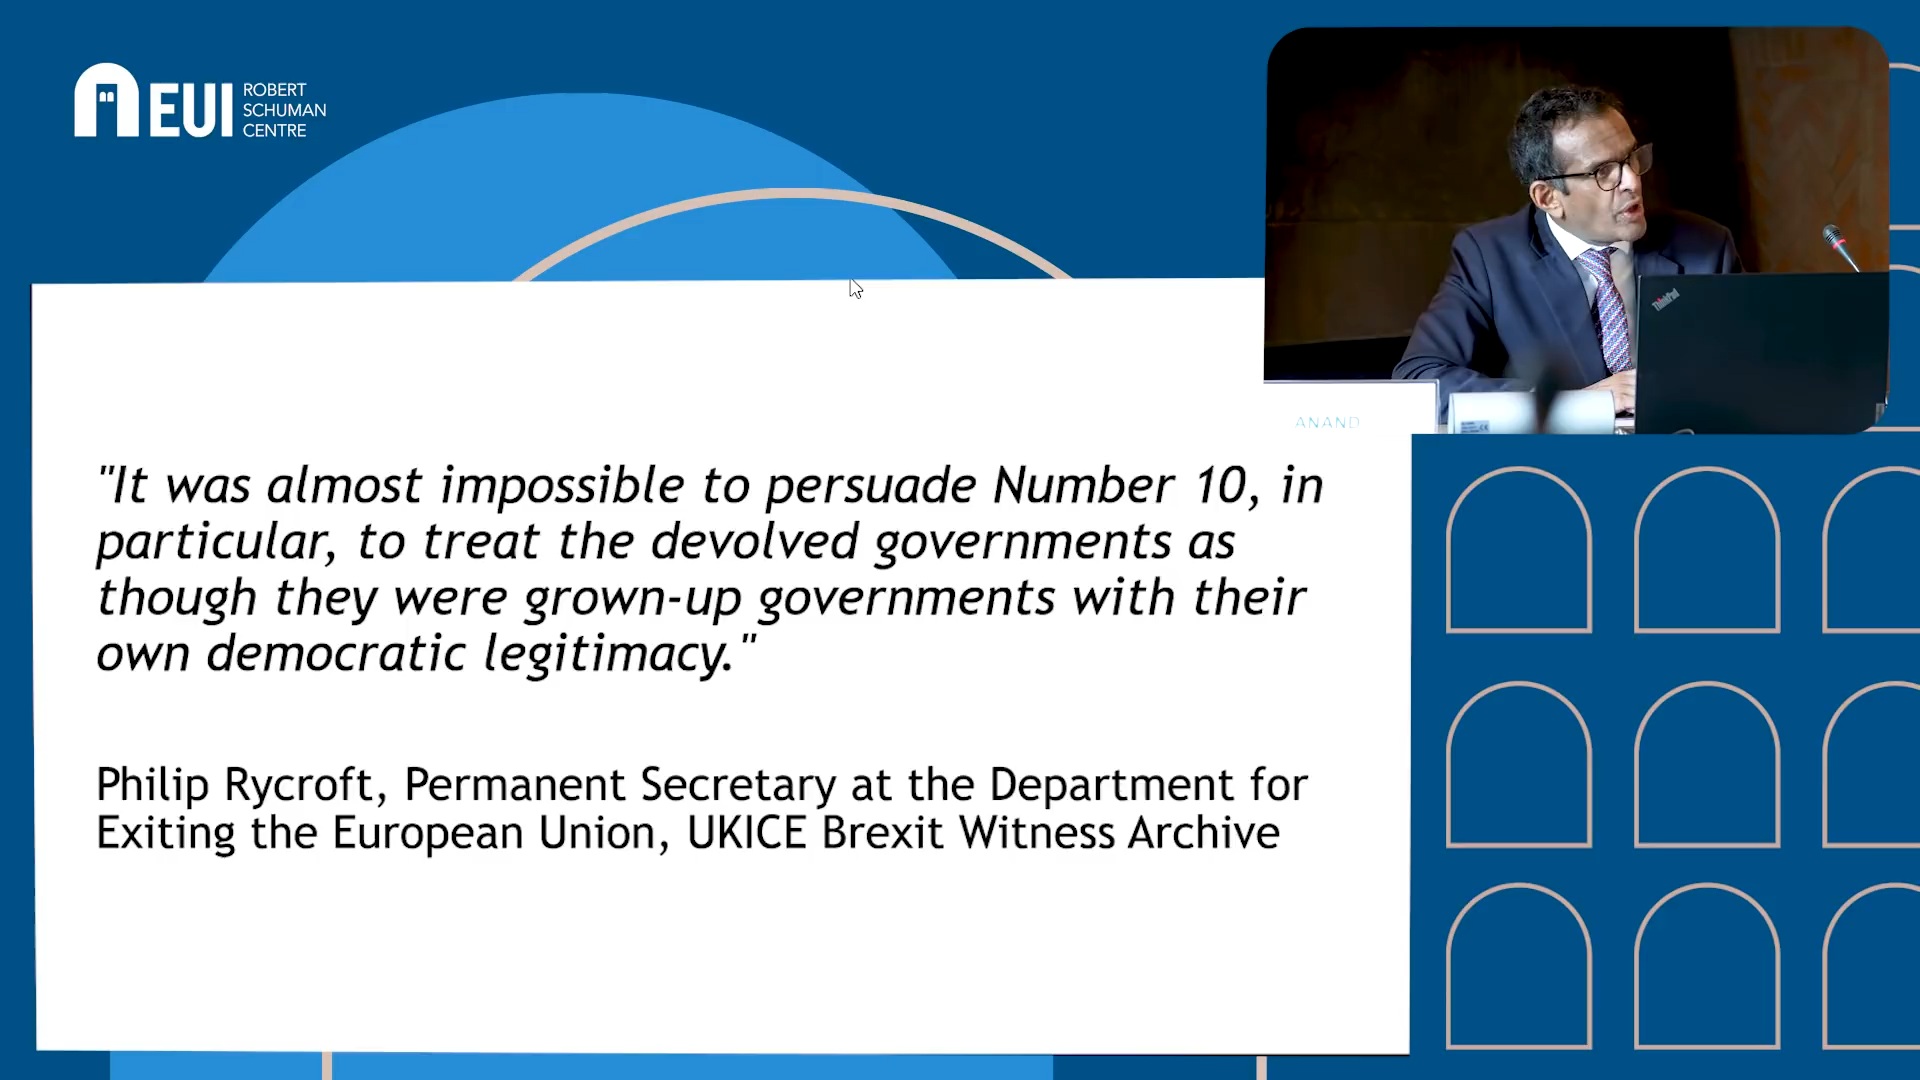 EUI
ROBERT
SCHUMAN
CENTRE
ThinkPad
ANAND
"It was almost impossible to persuade Number 10, in
particular, to treat the devolved governments as
though they were grown-up governments with their
own democratic legitimacy."
Philip Rycroft, Permanent Secretary at the Department for
Exiting the European Union, UKICE Brexit Witness Archive